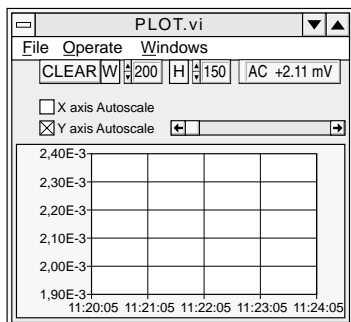 PLOT.vi
File Operate Windows
CLEAR W 200 H 150 AC +2.11 mV
X axis Autoscale
Y axis Autoscale
2,40E-3
2,30E-3
2,20E-3
2,10E-3
2,00E-3
1,90E-3
11:20:05 11:21:05 11:22:05 11:23:05 11:24:05